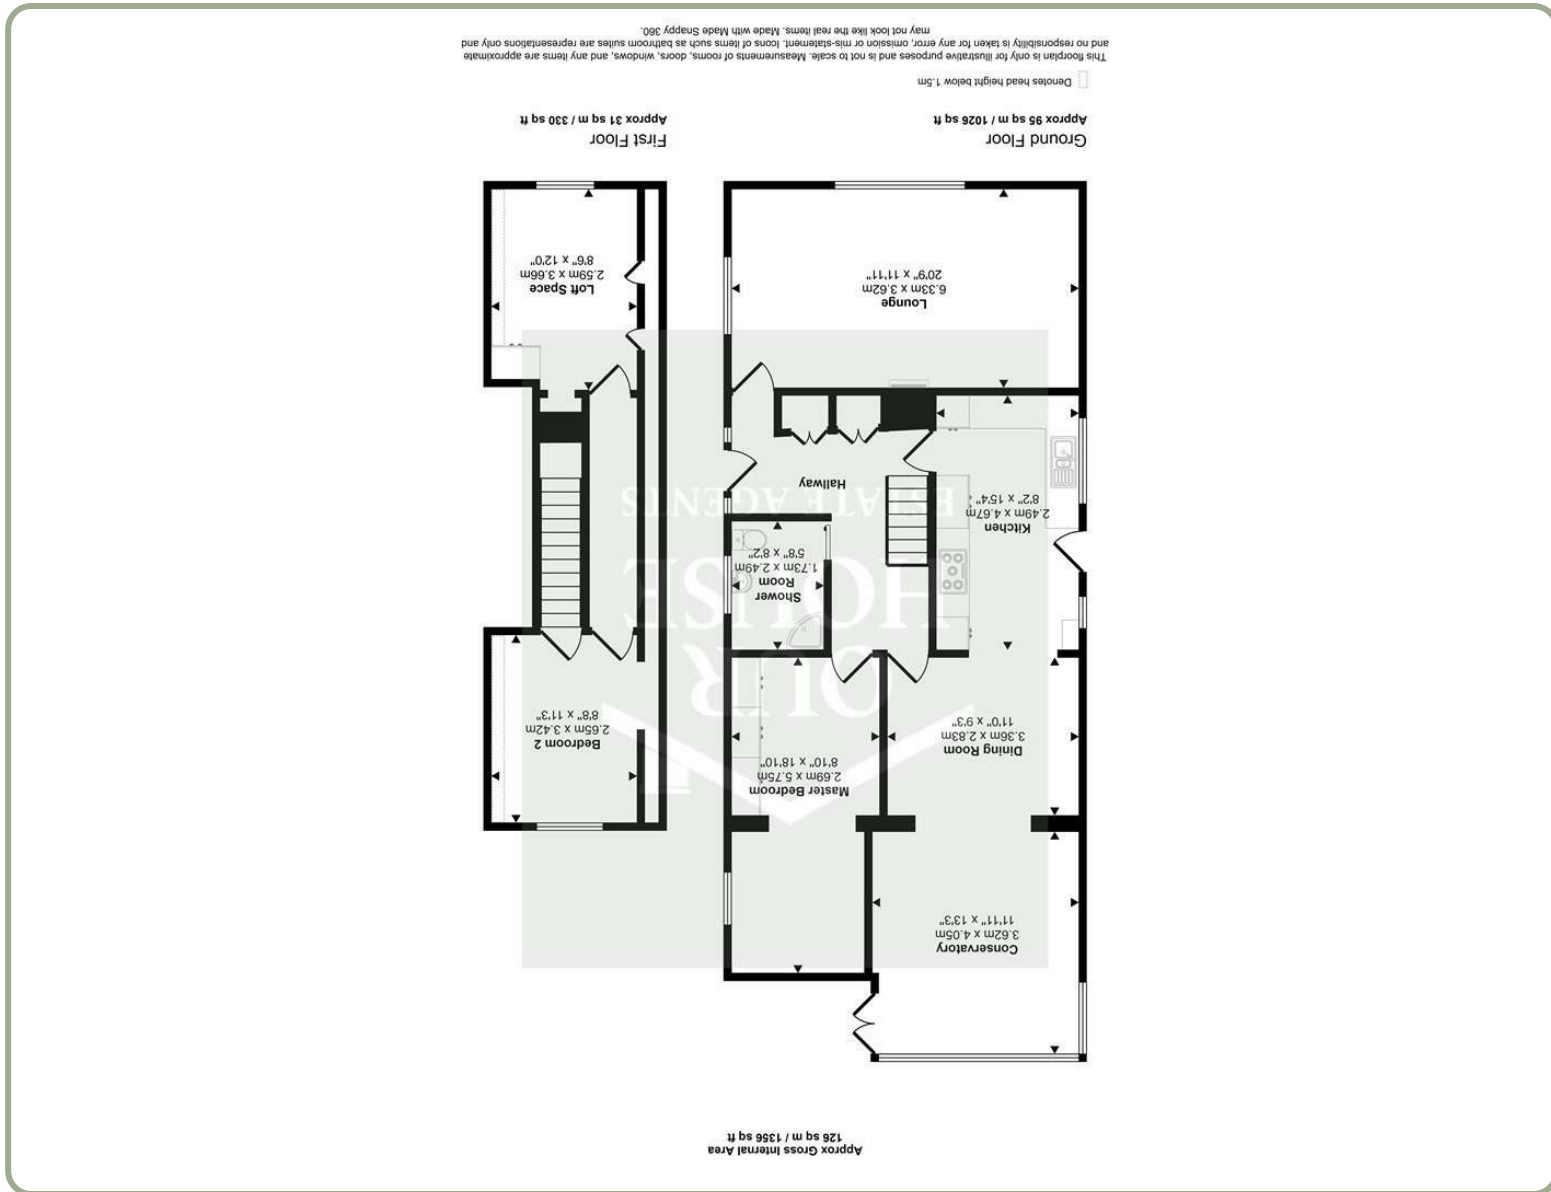 Approx Gross Internal Area
126 sq m / 1356 sq ft
Conservatory
3.62m x 4.05m
11'11" x 13'3"
Dining Room
3.36m x 2.83m
11'0" x 9'3"
Master Bedroom
2.69m x 5.75m
8'10" x 18'10"
Bedroom 2
2.65m x 3.42m
8'8" x 11'3"
OUR
HOUSE
ESTATE AGENTS
Shower
Room
1.73m x 2.49m
5'8" x 8'2"
Kitchen
2.49m x 4.67m
8'2" x 15'4"
Hallway
Lounge
6.33m x 3.62m
20'9" x 11'11"
Loft Space
2.59m x 3.66m
8'6" x 12'0"
Ground Floor
Approx 95 sq m / 1026 sq ft
First Floor
Approx 31 sq m / 330 sq ft
Denotes head height below 1.5m
This floorplan is only for illustrative purposes and is not to scale. Measurements of rooms, doors, windows, and any items are approximate
and no responsibility is taken for any error, omission or mis-statement. Icons of items such as bathroom suites are representations only and
may not look like the real items. Made with Made Snappy 360.